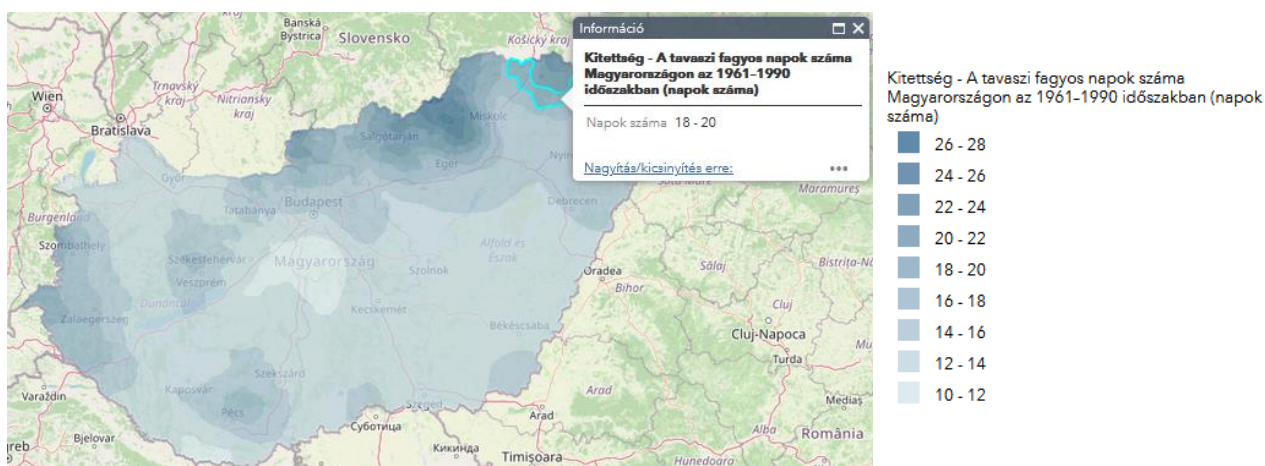 Banská
Bystrica
Slovensko
Košický kraj
Wien
Trnavský
kraj
Nitriansky
kraj
Bratislava
Salgótarján
Miskolc
Eger
Győr
Burgenland
Tatabánya
Budapest
Debrecen
Maramureș
Szombathely
Székesfehérvár
Magyarország
Alföld és
Észak
Szolnok
Oradea
Sălaj
Bihor
Veszprém
Dunántúl
Zalaegerszeg
Kecskemét
Cluj
Békéscsaba
Cluj-Napoca
Turda
Kaposvár
Szekszárd
Pécs
Szeged
Varaždin
Суботица
Arad
Arad
Mediaș
Alba
România
Bjelovar
Кикинда
Timișoara
Hunedoara
Információ
Kitettség - A tavaszi fagyos napok száma
Magyarországon az 1961-1990
időszakban (napok száma)
Napok száma 18 - 20
Nagyítás/kicsinyítés erre:
Kitettség - A tavaszi fagyos napok száma
Magyarországon az 1961-1990 időszakban (napok
száma)
26 - 28
24 - 26
22 - 24
20 - 22
18 - 20
16 - 18
14 - 16
12 - 14
10 - 12